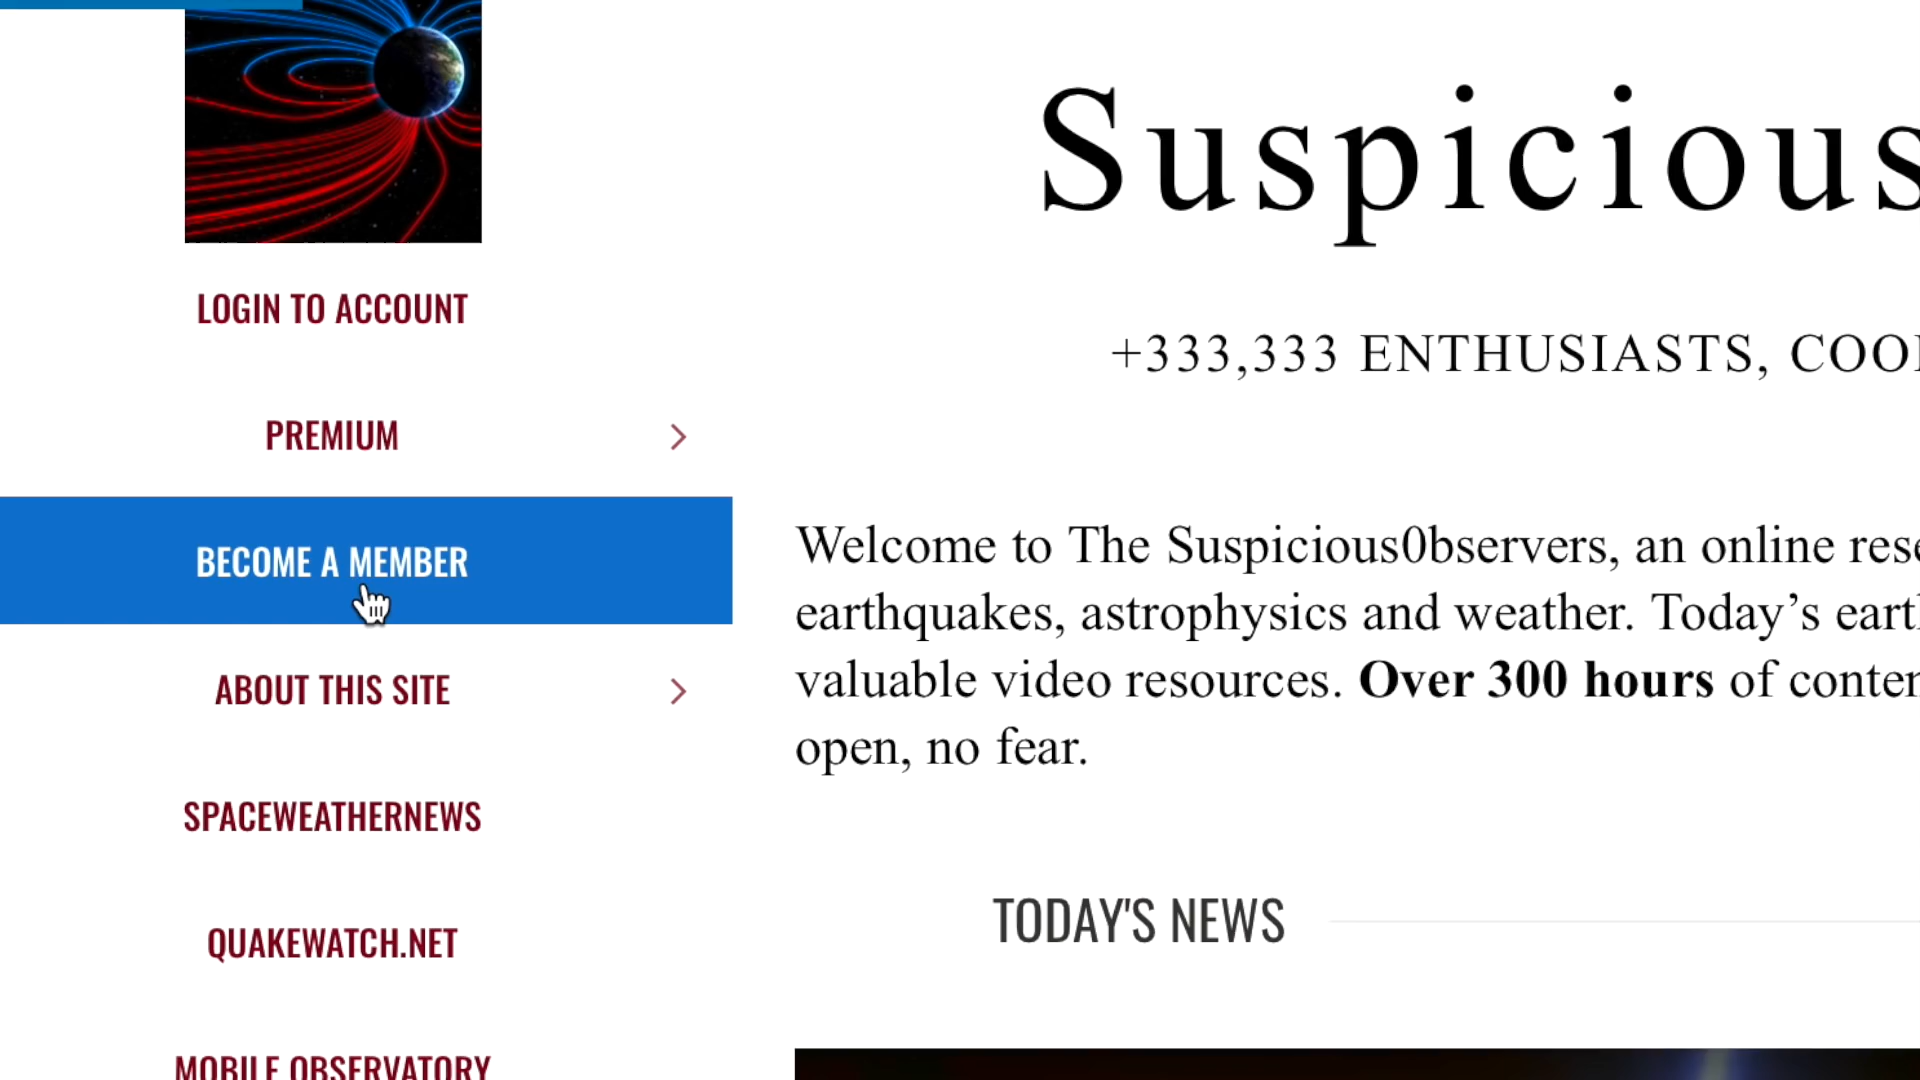 LOGIN TO ACCOUNT
PREMIUM
BECOME A MEMBER
ABOUT THIS SITE
SPACEWEATHERNEWS
QUAKEWATCH.NET
MOBILE OBSERVATORY
Suspicious
+333,333 ENTHUSIASTS,
Welcome to The Suspicious0bservers, an online
earthquakes, astrophysics and weather. Today’s
valuable video resources. Over 300 hours of
open, no fear.
TODAY'S NEWS